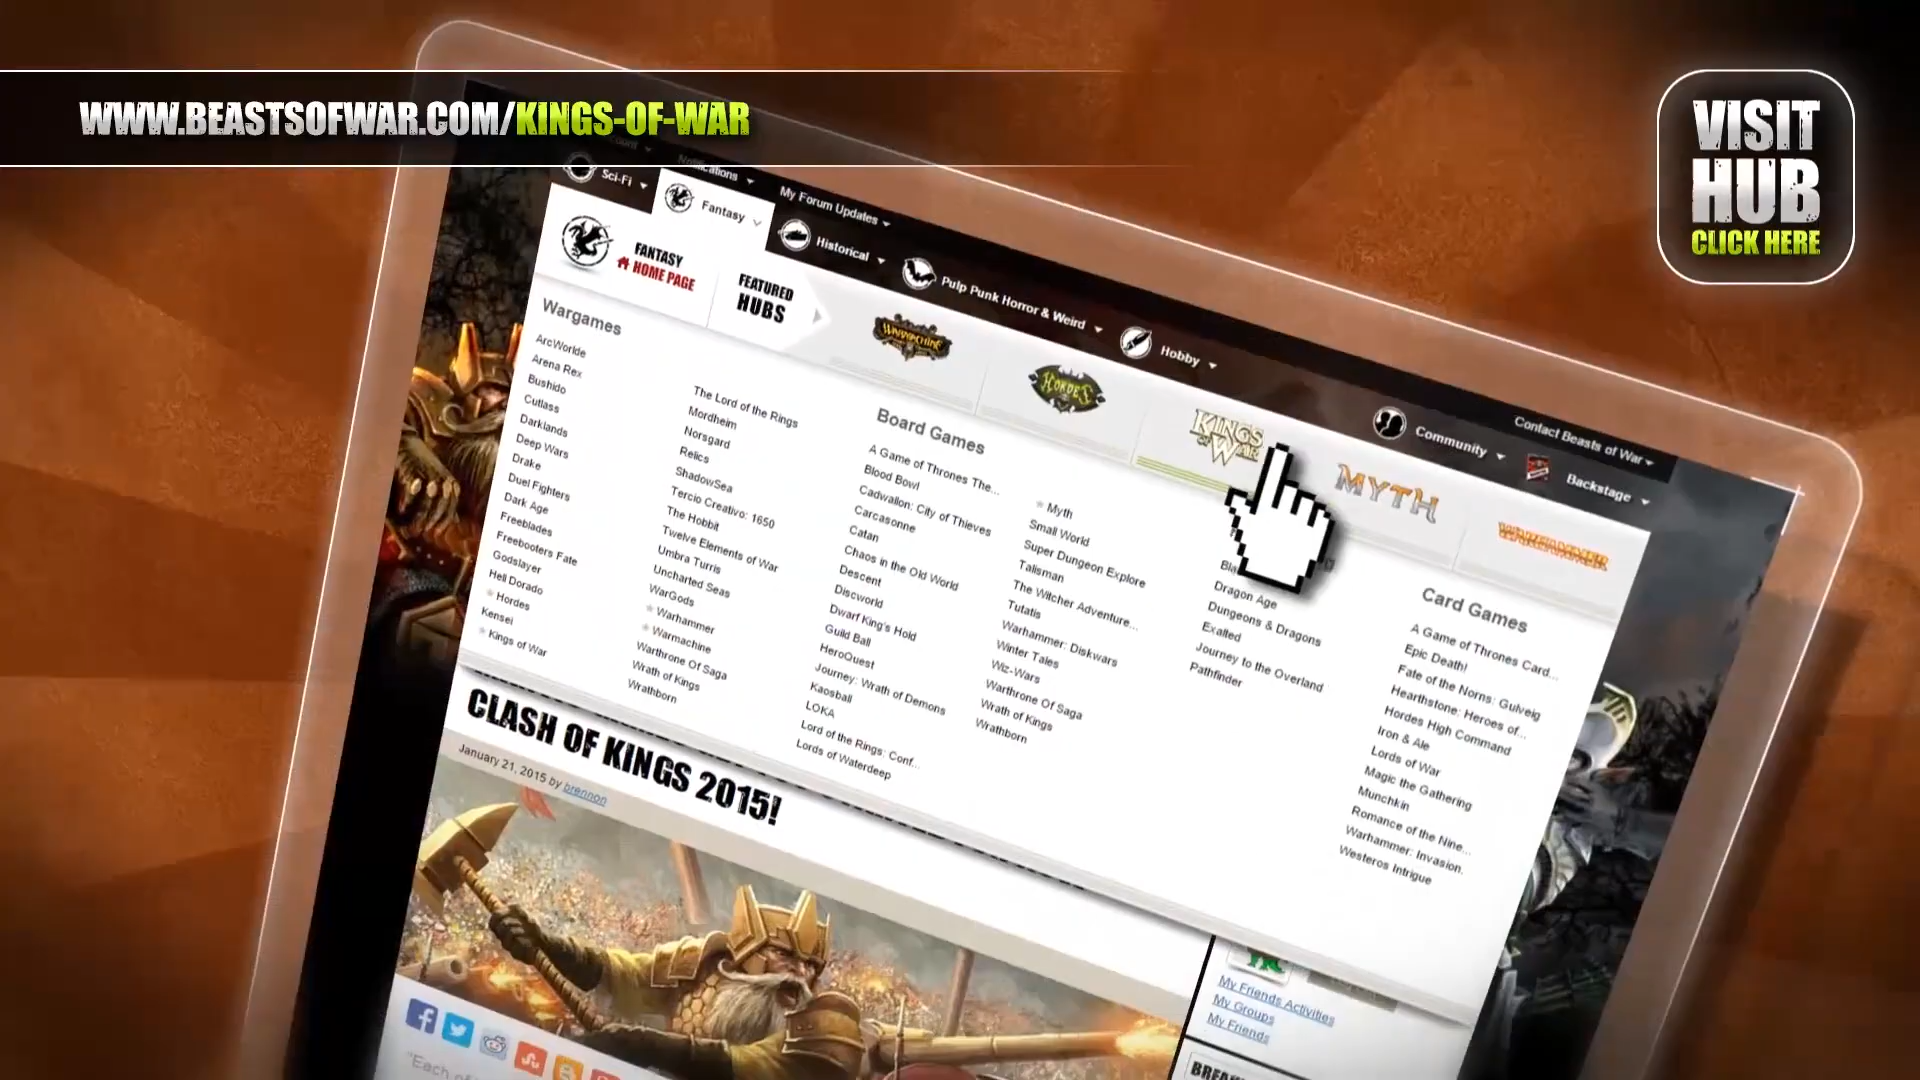 WWW.BEASTSOFWAR.COM/KINGS-OF-WAR
VISIT
HUB
CLICK HERE
Notifications
My Forum Updates
Contact Beasts of War
Sci-Fi
Fantasy
Historical
Pulp Punk Horror & Weird
Hobby
Community
Backstage
FANTASY
HOME PAGE
FEATURED
HUBS
WARMACHINE
HORDES
KINGS
OF
WAR
MYTH
WARHAMMER
Wargames
ArcWorlde
Arena Rex
Bushido
Cutlass
Darklands
Deep Wars
Drake
Duel Fighters
Dark Age
Freeblades
Freebooters Fate
Godslayer
Hell Dorado
Hordes
Kensei
Kings of War
The Lord of the Rings
Mordheim
Norsgard
Relics
ShadowSea
Tercio Creativo: 1650
The Hobbit
Twelve Elements of War
Umbra Turris
Uncharted Seas
WarGods
Warhammer
Warmachine
Warthrone Of Saga
Wrath of Kings
Wrathborn
Board Games
A Game of Thrones The...
Blood Bowl
Cadwallon: City of Thieves
Carcasonne
Catan
Chaos in the Old World
Descent
Discworld
Dwarf King's Hold
Guild Ball
HeroQuest
Journey: Wrath of Demons
Kaosball
LOKA
Lord of the Rings: Conf...
Lords of Waterdeep
Myth
Small World
Super Dungeon Explore
Talisman
The Witcher Adventure...
Tutatis
Warhammer: Diskwars
Winter Tales
Wiz-Wars
Warthrone Of Saga
Wrath of Kings
Wrathborn
Dragon Age
Dungeons & Dragons
Exalted
Journey to the Overland
Pathfinder
Card Games
A Game of Thrones Card...
Epic Death!
Fate of the Norns: Gulveig
Hearthstone: Heroes of...
Hordes High Command
Iron & Ale
Lords of War
Magic the Gathering
Munchkin
Romance of the Nine...
Warhammer: Invasion.
Westeros Intrigue
CLASH OF KINGS 2015!
January 21, 2015 by brennon
My Friends Activities
My Groups
My Friends
"Each of